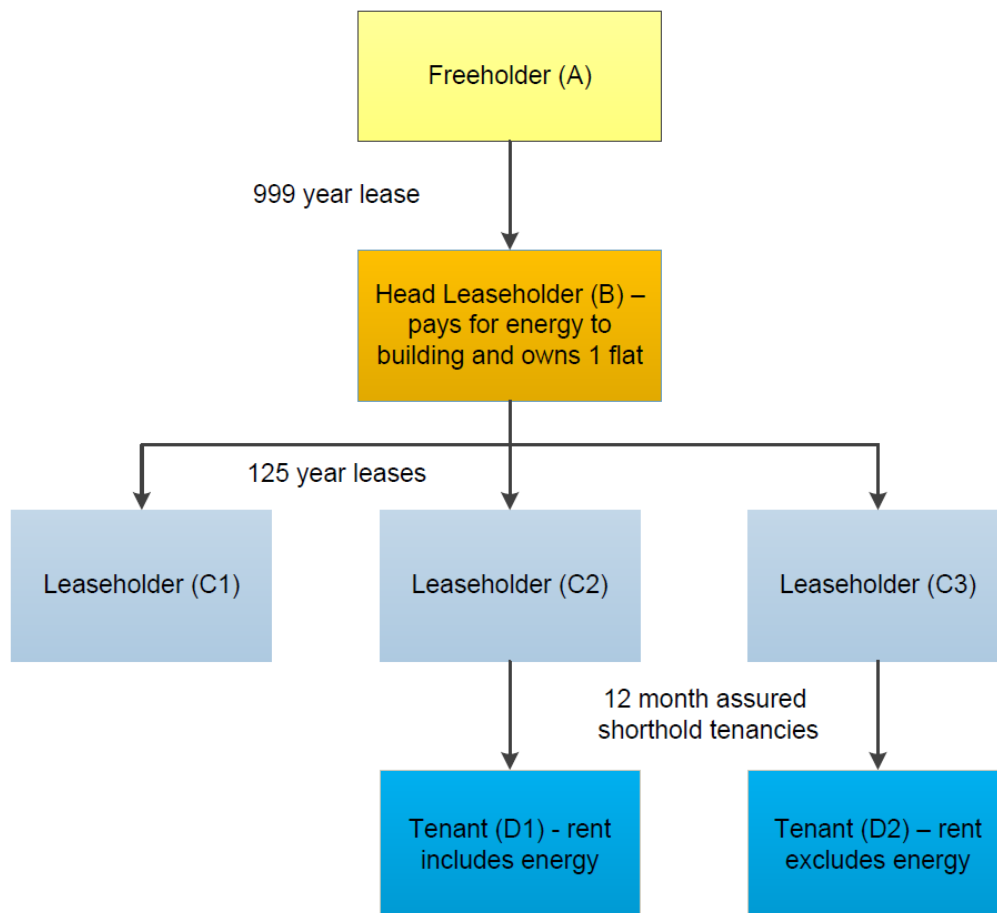 Freeholder (A)
999 year lease
Head Leaseholder (B) –
pays for energy to
building and owns 1 flat
125 year leases
Leaseholder (C1)
Leaseholder (C2)
Leaseholder (C3)
12 month assured
shorthold tenancies
Tenant (D1) - rent
includes energy
Tenant (D2) – rent
excludes energy